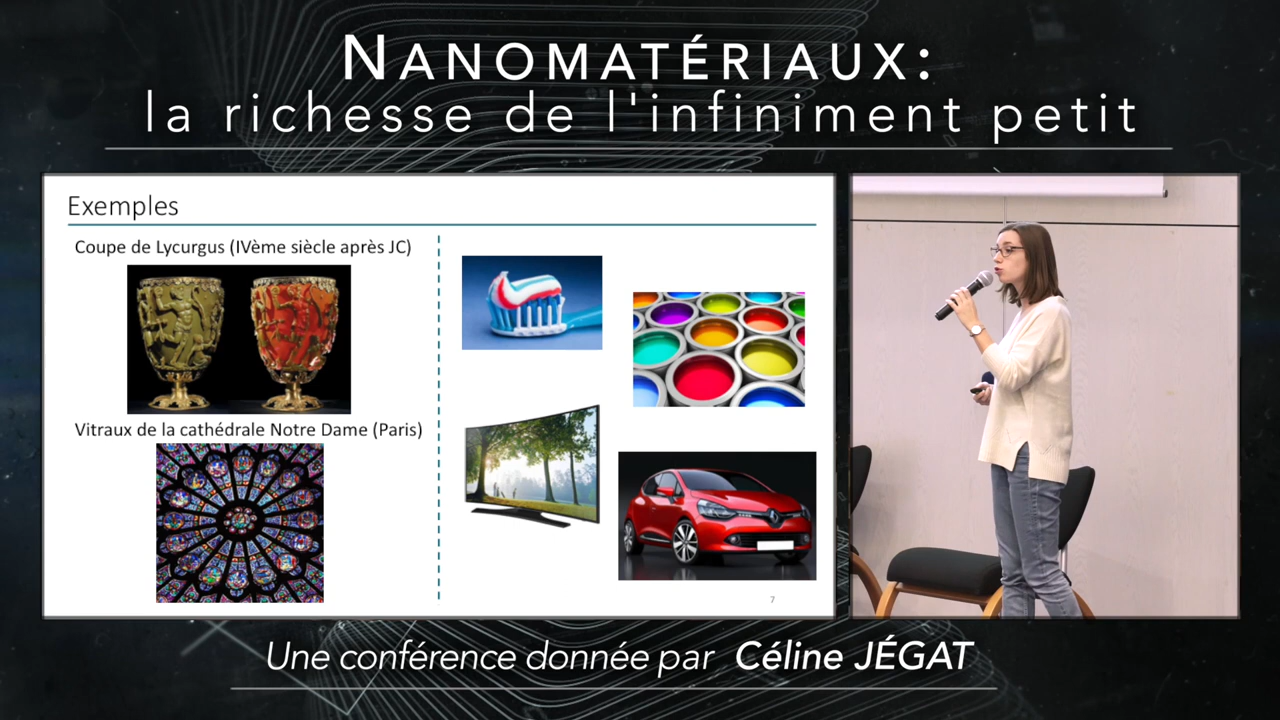 NANOMATÉRIAUX:
la richesse de l'infiniment petit
Exemples
Coupe de Lycurgus (IVème siècle après JC)
Vitraux de la cathédrale Notre Dame (Paris)
7
Une conférence donnée par Céline JÉGAT